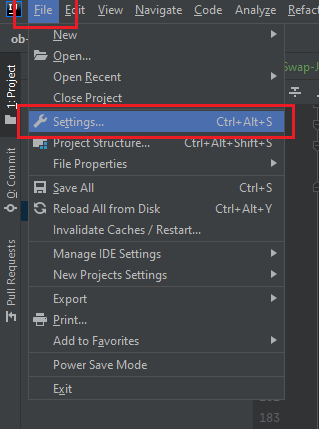 File Edit View Navigate Code Analyze Refact
ob-
New
Swap-J
Open...
Open Recent
Close Project
Settings... Ctrl+Alt+S
Project Structure... Ctrl+Alt+Shift+S
File Properties
Save All Ctrl+S
Reload All from Disk Ctrl+Alt+Y
Invalidate Caches / Restart...
Manage IDE Settings
New Projects Settings
Export
Print...
Add to Favorites
Power Save Mode
Exit
183
1: Project
0: Commit
Pull Requests